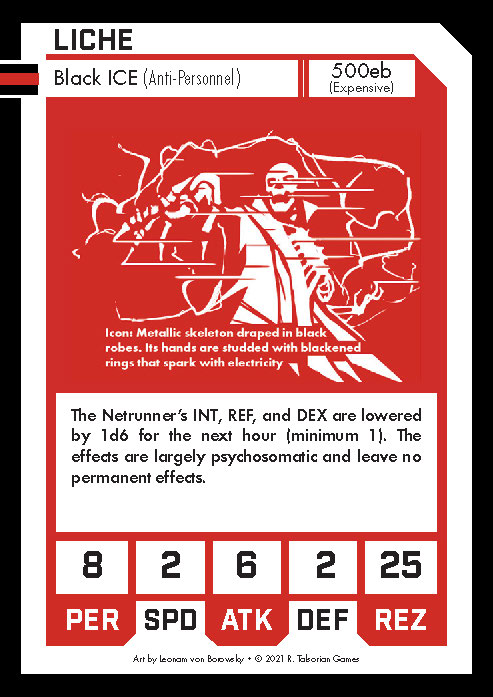 LICHE
Black ICE (Anti-Personnel)
500eb
(Expensive)
Icon: Metallic skeleton draped in black
robes. Its hands are studded with blackened
rings that spark with electricity
The Netrunner's INT, REF, and DEX are lowered
by 1d6 for the next hour (minimum 1). The
effects are largely psychosomatic and leave no
permanent effects.
8 2 6 2 25
PER SPD ATK DEF REZ
Art by Leonam von Borowsky • © 2021 R. Talsorian Games